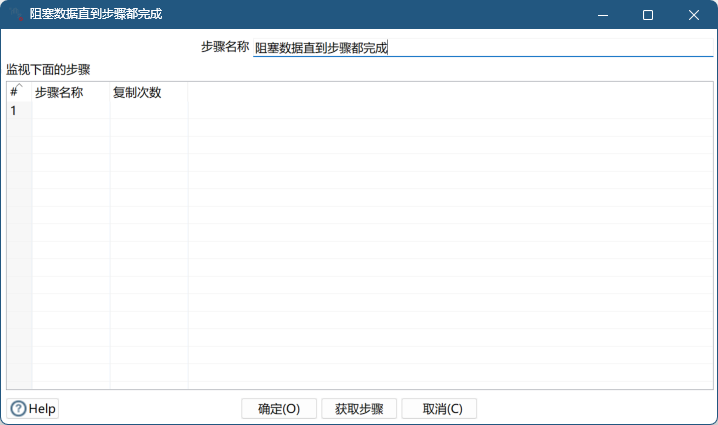 阻塞数据直到步骤都完成
步骤名称 阻塞数据直到步骤都完成
监视下面的步骤
# 步骤名称 复制次数
1
Help 确定(O) 获取步骤 取消(C)